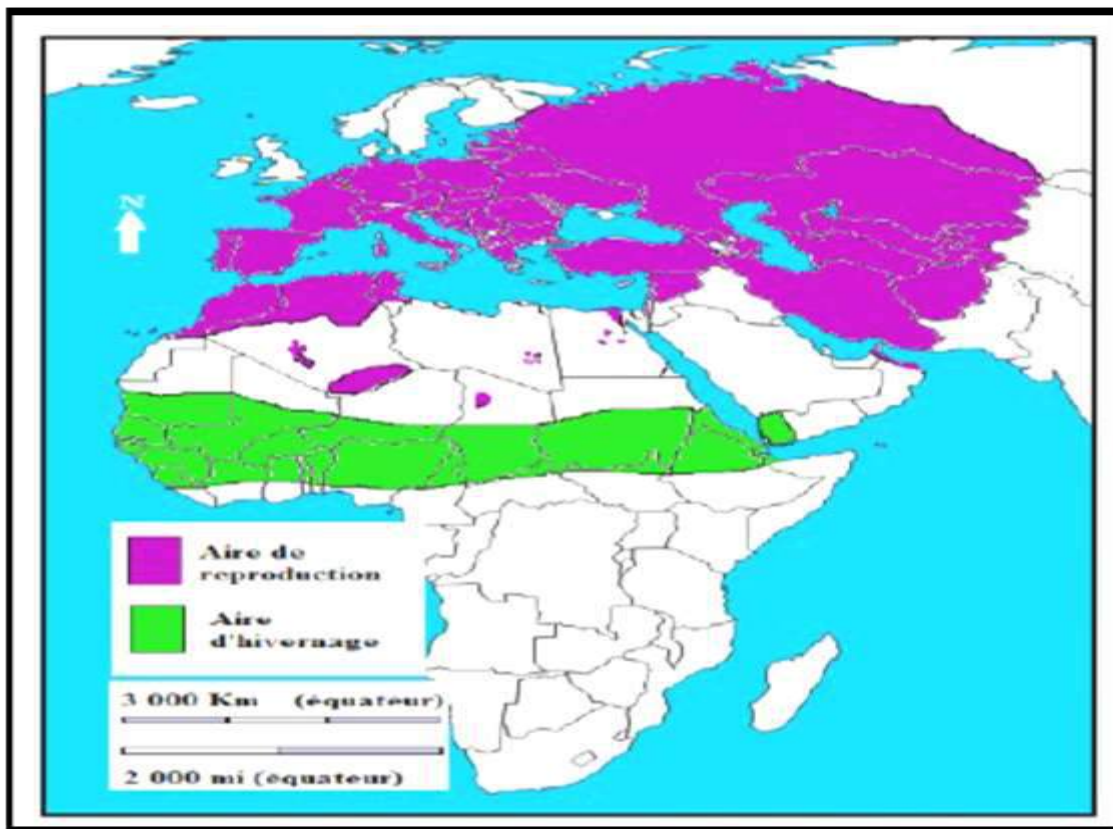 N
Aire de
reproduction
Aire
d'hivernage
3 000 Km (équateur)
2 000 mi (équateur)